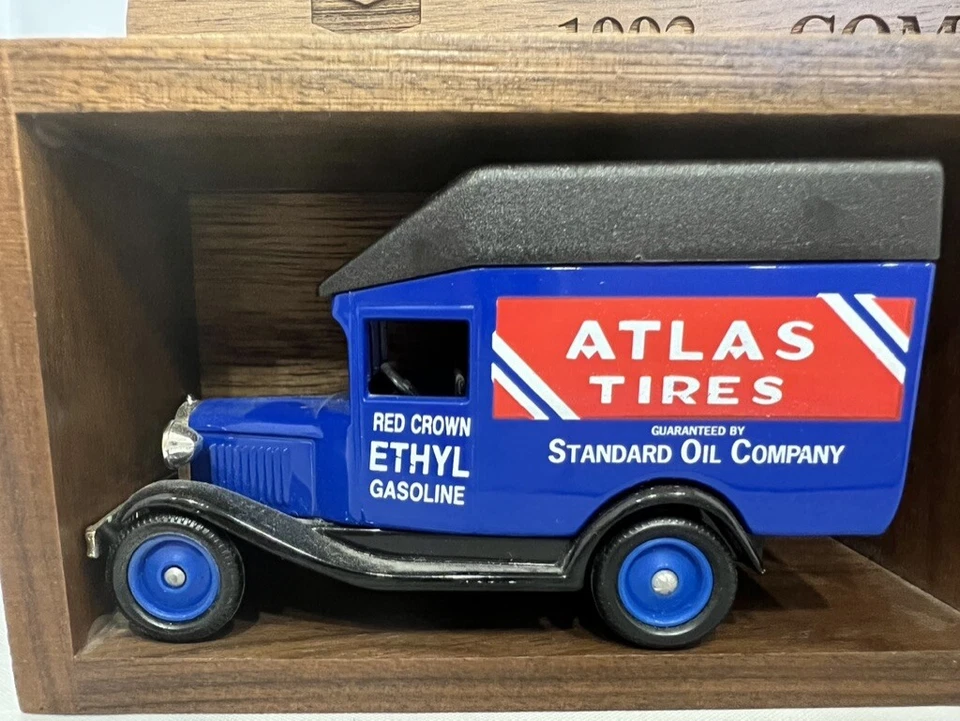 ATLAS
TIRES
GUARANTEED BY
STANDARD OIL COMPANY
RED CROWN
ETHYL
GASOLINE